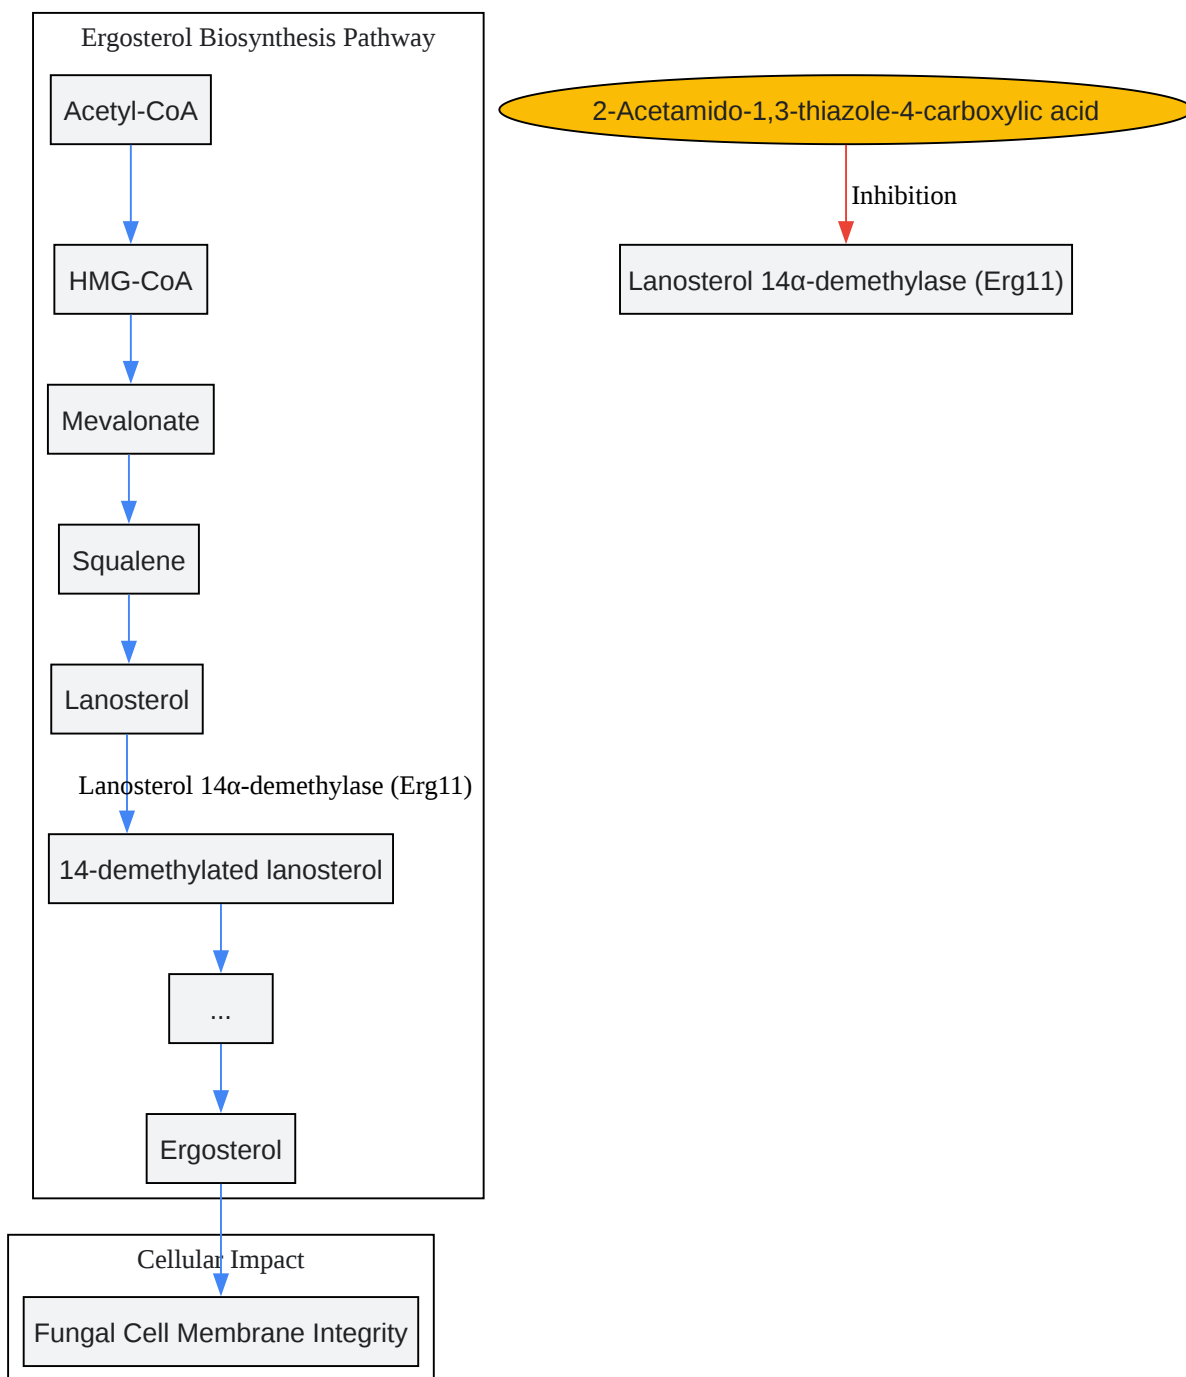 Ergosterol Biosynthesis Pathway
Acetyl-CoA
HMG-CoA
Mevalonate
Squalene
Lanosterol
Lanosterol 14α-demethylase (Erg11)
14-demethylated lanosterol
...
Ergosterol
Cellular Impact
Fungal Cell Membrane Integrity
2-Acetamido-1,3-thiazole-4-carboxylic acid
Inhibition
Lanosterol 14α-demethylase (Erg11)